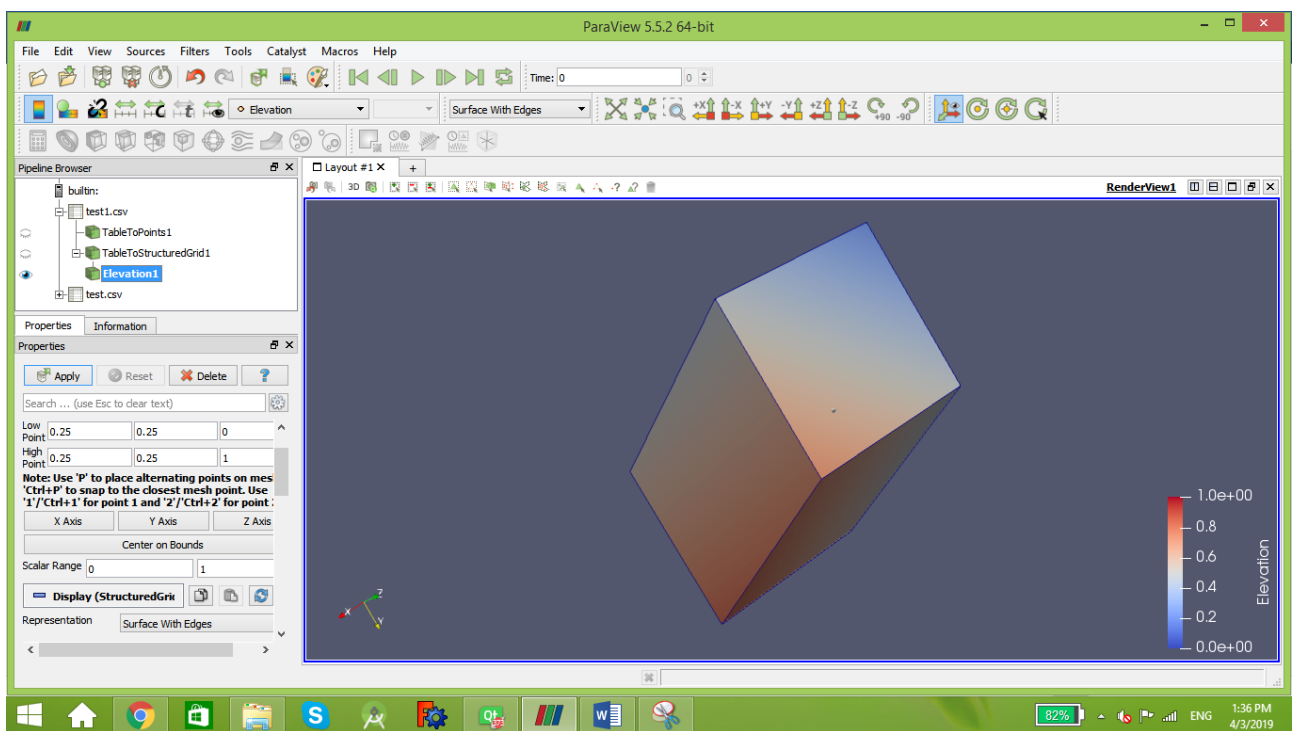 ParaView 5.5.2 64-bit
File Edit View Sources Filters Tools Catalyst Macros Help
Time: 0 0
Elevation Surface With Edges +X -X +Y -Y +Z -Z +90 -90
Pipeline Browser
Layout #1 +
3D
RenderView1
builtin:
test1.csv
TableToPoints1
TableToStructuredGrid1
Elevation1
test.csv
Properties Information
Properties
Apply Reset Delete ?
Search ... (use Esc to clear text)
Low Point 0.25 0.25 0
High Point 0.25 0.25 1
Note: Use 'P' to place alternating points on mes
'Ctrl+P' to snap to the closest mesh point. Use
'1'/'Ctrl+1' for point 1 and '2'/'Ctrl+2' for point
X Axis Y Axis Z Axis
Center on Bounds
Scalar Range 0 1
Display (StructuredGri
Representation Surface With Edges
X Y Z
1.0e+00
0.8
0.6
0.4
0.2
0.0e+00
Elevation
82% ENG 1:36 PM
4/3/2019